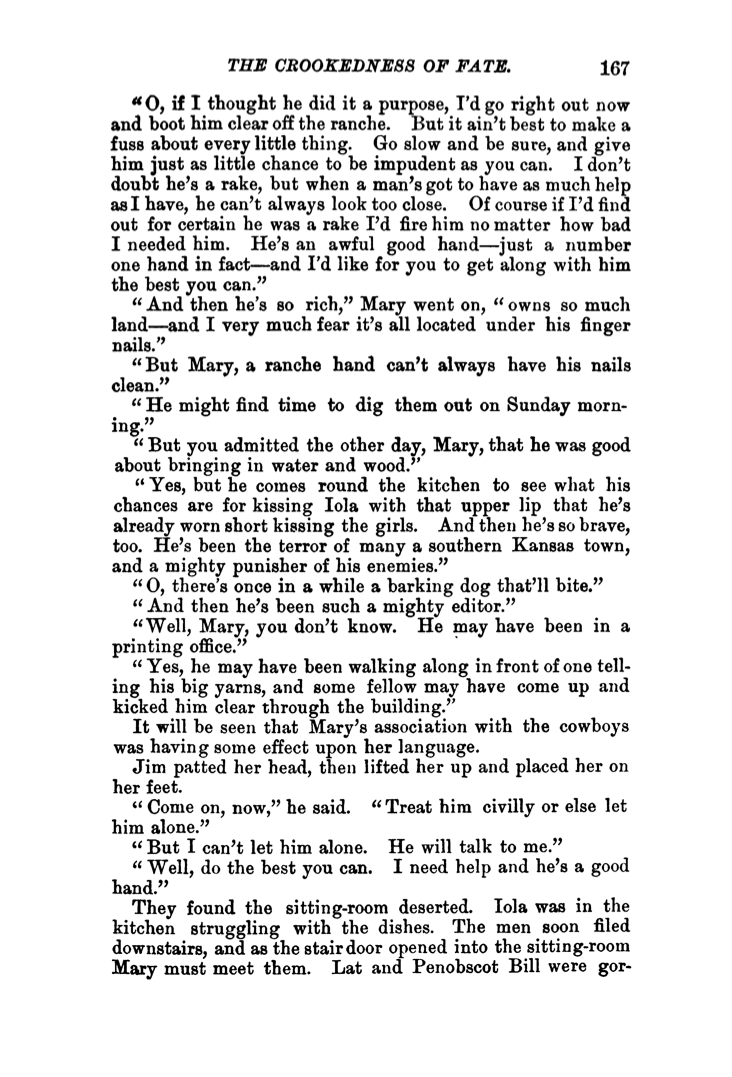 THE CROOKEDNESS OF FATE. 167
“O, if I thought he did it a purpose, I’d go right out now
and boot him clear off the ranche. But it ain’t best to make a
fuss about every little thing. Go slow and be sure, and give
him just as little chance to be impudent as you can. I don’t
doubt he’s a rake, but when a man’s got to have as much help
as I have, he can’t always look too close. Of course if I’d find
out for certain he was a rake I’d fire him no matter how bad
I needed him. He’s an awful good hand—just a number
one hand in fact—and I’d like for you to get along with him
the best you can.”
“And then he’s so rich,” Mary went on, “owns so much
land—and I very much fear it’s all located under his finger
nails.”
“But Mary, a ranche hand can’t always have his nails
clean.”
“He might find time to dig them out on Sunday morn-
ing.”
“But you admitted the other day, Mary, that he was good
about bringing in water and wood.”
“Yes, but he comes round the kitchen to see what his
chances are for kissing Iola with that upper lip that he’s
already worn short kissing the girls. And then he’s so brave,
too. He’s been the terror of many a southern Kansas town,
and a mighty punisher of his enemies.”
“O, there’s once in a while a barking dog that’ll bite.”
“And then he’s been such a mighty editor.”
“Well, Mary, you don’t know. He may have been in a
printing office.”
“Yes, he may have been walking along in front of one tell-
ing his big yarns, and some fellow may have come up and
kicked him clear through the building.”
It will be seen that Mary’s association with the cowboys
was having some effect upon her language.
Jim patted her head, then lifted her up and placed her on
her feet.
“Come on, now,” he said. “Treat him civilly or else let
him alone.”
“But I can’t let him alone. He will talk to me.”
“Well, do the best you can. I need help and he’s a good
hand.”
They found the sitting-room deserted. Iola was in the
kitchen struggling with the dishes. The men soon filed
downstairs, and as the stair door opened into the sitting-room
Mary must meet them. Lat and Penobscot Bill were gor-